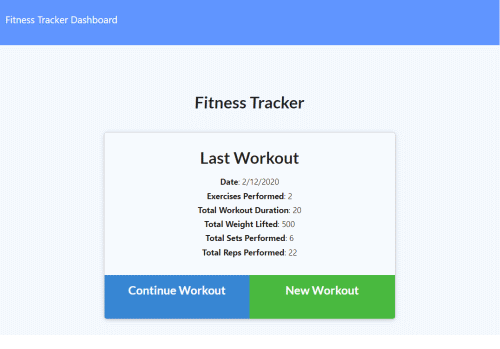 Fitness Tracker Dashboard
Fitness Tracker
Last Workout
Date: 2/12/2020
Exercises Performed: 2
Total Workout Duration: 20
Total Weight Lifted: 500
Total Sets Performed: 6
Total Reps Performed: 22
Continue Workout
New Workout